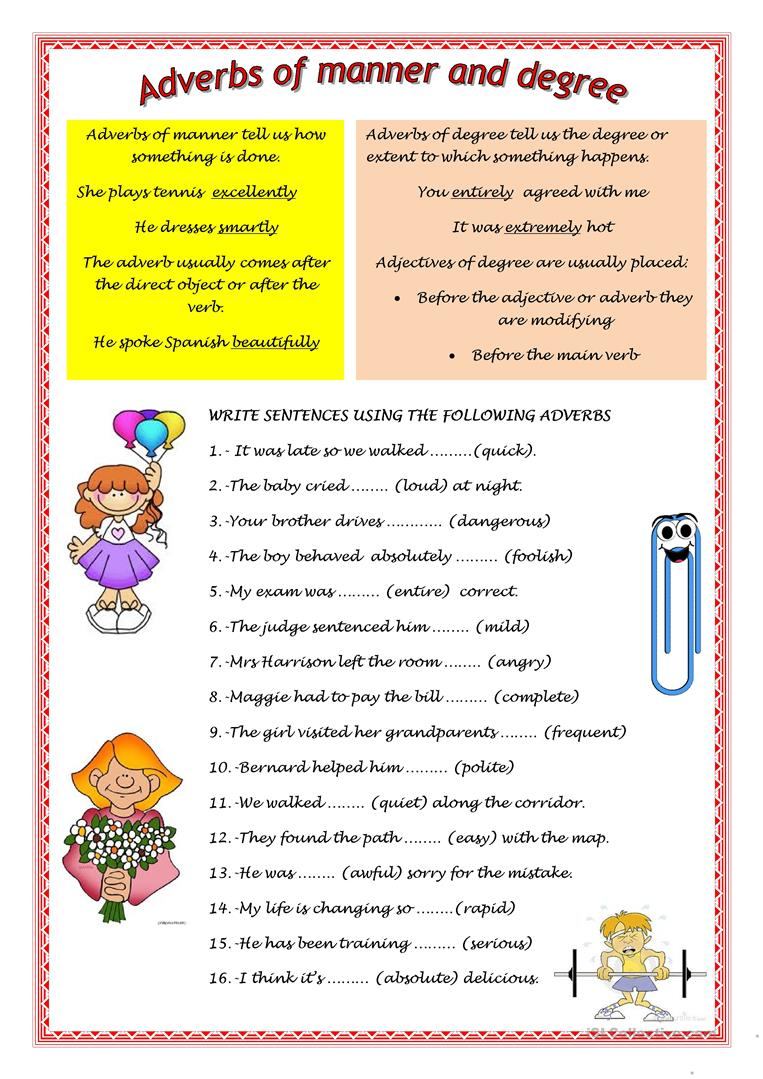 Adverbs of manner and degree
Adverbs of manner tell us how
something is done.
She plays tennis excellently
He dresses smartly
The adverb usually comes after
the direct object or after the
verb.
He spoke Spanish beautifully
Adverbs of degree tell us the degree or
extent to which something happens.
You entirely agreed with me
It was extremely hot
Adjectives of degree are usually placed:
• Before the adjective or adverb they
are modifying
• Before the main verb
WRITE SENTENCES USING THE FOLLOWING ADVERBS
1.- It was late so we walked ………(quick).
2.-The baby cried …….. (loud) at night.
3.-Your brother drives ………… (dangerous)
4.-The boy behaved absolutely ……… (foolish)
5.-My exam was ……… (entire) correct.
6.-The judge sentenced him …….. (mild)
7.-Mrs Harrison left the room …….. (angry)
8.-Maggie had to pay the bill ……… (complete)
9.-The girl visited her grandparents …….. (frequent)
10.-Bernard helped him ……… (polite)
11.-We walked …….. (quiet) along the corridor.
12.-They found the path …….. (easy) with the map.
13.-He was …….. (awful) sorry for the mistake.
14.-My life is changing so ……..(rapid)
15.-He has been training ……… (serious)
16.-I think it's ……… (absolute) delicious.
iSLCollective.com